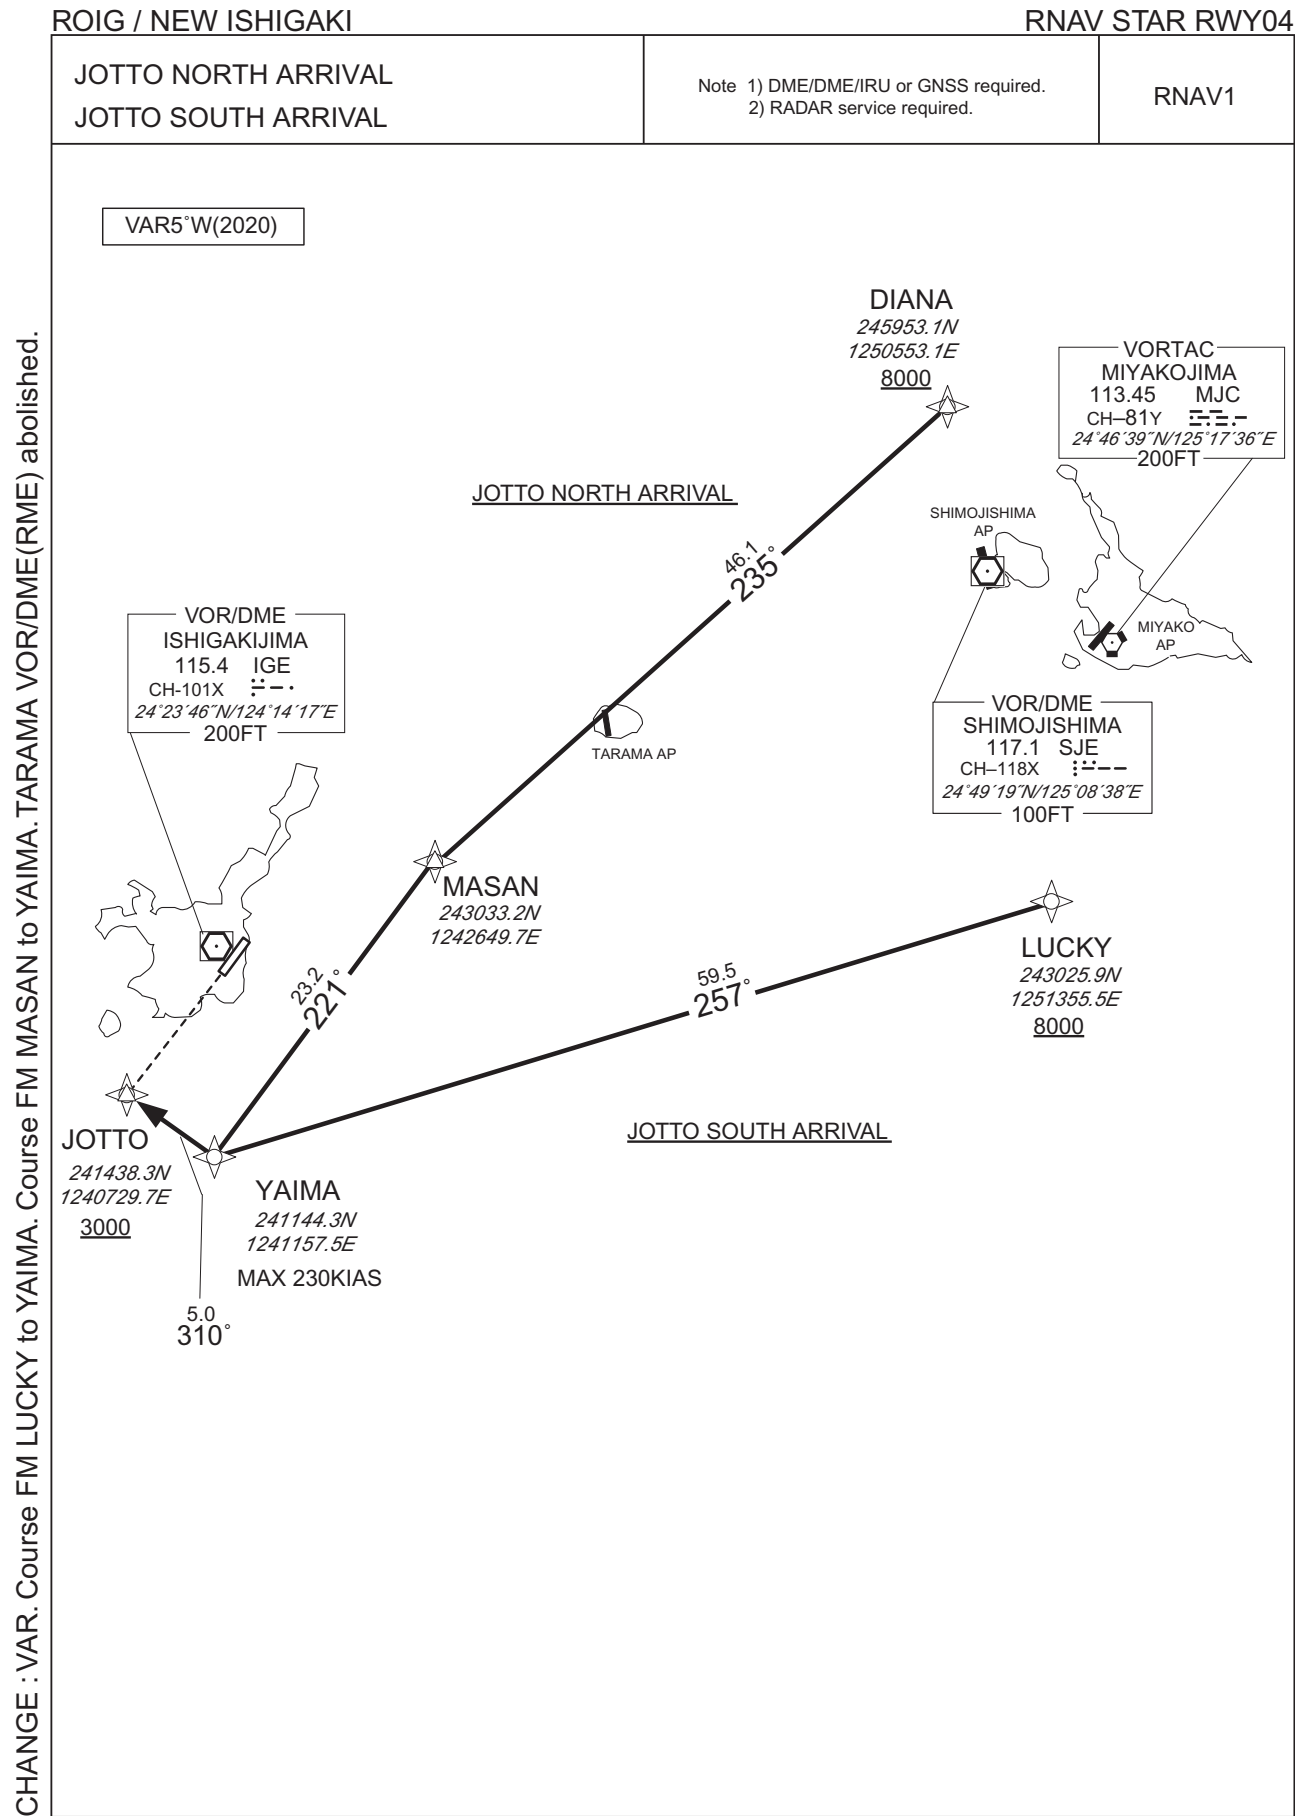 ROIG / NEW ISHIGAKI
RNAV STAR RWY04
JOTTO NORTH ARRIVAL
JOTTO SOUTH ARRIVAL
Note 1) DME/DME/IRU or GNSS required.
2) RADAR service required.
RNAV1
VAR5°W(2020)
DIANA
245953.1N
1250553.1E
8000
VORTAC
MIYAKOJIMA
113.45 MJC
CH–81Y
24°46′39″N/125°17′36″E
200FT
JOTTO NORTH ARRIVAL
SHIMOJISHIMA
AP
46.1
235°
MIYAKO
AP
VOR/DME
ISHIGAKIJIMA
115.4 IGE
CH-101X
24°23′46″N/124°14′17″E
200FT
TARAMA AP
VOR/DME
SHIMOJISHIMA
117.1 SJE
CH–118X
24°49′19″N/125°08′38″E
100FT
MASAN
243033.2N
1242649.7E
LUCKY
243025.9N
1251355.5E
8000
23.2
221°
59.5
257°
JOTTO
241438.3N
1240729.7E
3000
JOTTO SOUTH ARRIVAL
YAIMA
241144.3N
1241157.5E
MAX 230KIAS
5.0
310°
CHANGE : VAR. Course FM LUCKY to YAIMA. Course FM MASAN to YAIMA. TARAMA VOR/DME(RME) abolished.